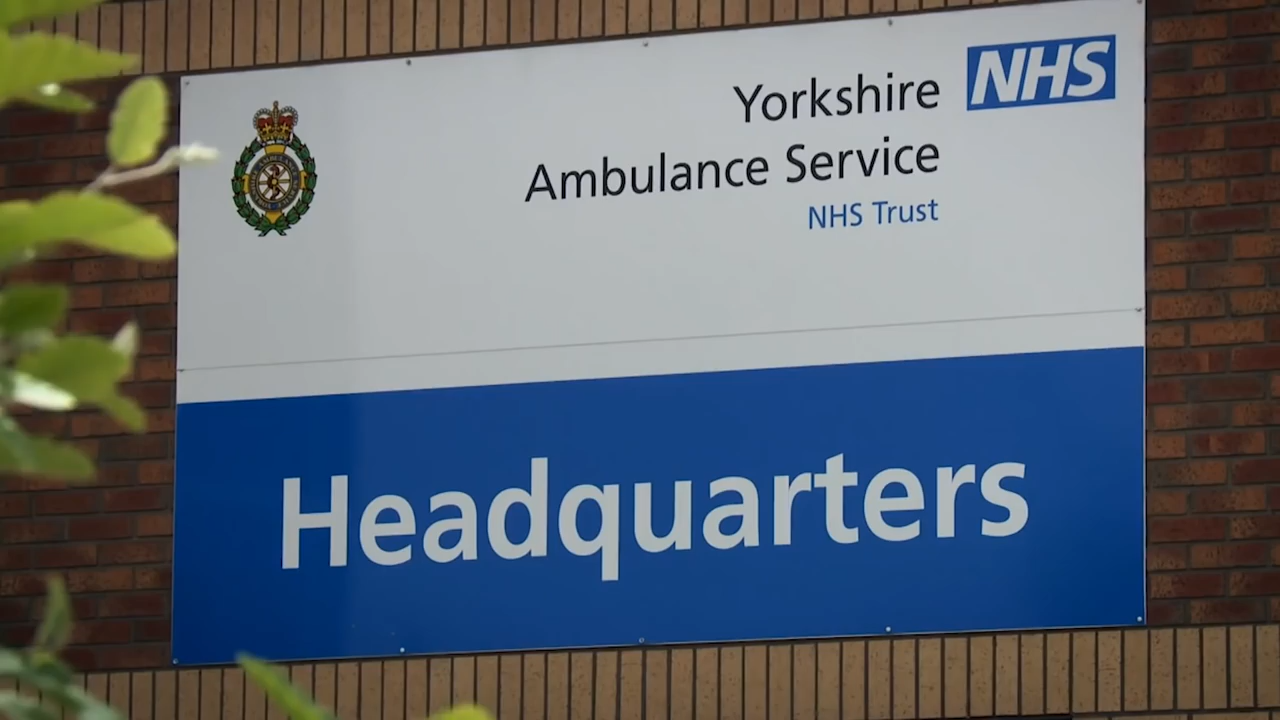 Yorkshire
NHS
Ambulance Service
NHS Trust
Headquarters